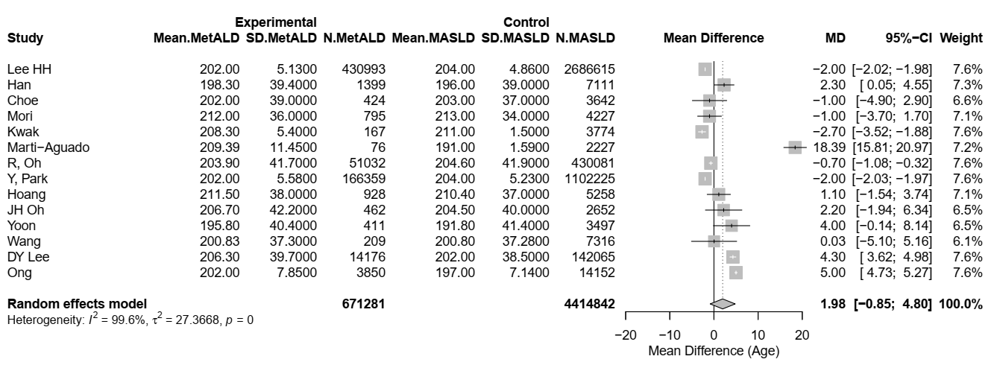 Experimental Control
Study Mean.MetALD SD.MetALD N.MetALD Mean.MASLD SD.MASLD N.MASLD Mean Difference MD 95%−CI Weight
Lee HH 202.00 5.1300 430993 204.00 4.8600 2686615 −2.00 [−2.02; −1.98] 7.6%
Han 198.30 39.4000 1399 196.00 39.0000 7111 2.30 [ 0.05; 4.55] 7.3%
Choe 202.00 39.0000 424 203.00 37.0000 3642 −1.00 [−4.90; 2.90] 6.6%
Mori 212.00 36.0000 795 213.00 34.0000 4227 −1.00 [−3.70; 1.70] 7.1%
Kwak 208.30 5.4000 167 211.00 1.5000 3774 −2.70 [−3.52; −1.88] 7.6%
Marti−Aguado 209.39 11.4500 76 191.00 1.5900 2227 18.39 [15.81; 20.97] 7.2%
R, Oh 203.90 41.7000 51032 204.60 41.9000 430081 −0.70 [−1.08; −0.32] 7.6%
Y, Park 202.00 5.5800 166359 204.00 5.2300 1102225 −2.00 [−2.03; −1.97] 7.6%
Hoang 211.50 38.0000 928 210.40 37.0000 5258 1.10 [−1.54; 3.74] 7.1%
JH Oh 206.70 42.2000 462 204.50 40.0000 2652 2.20 [−1.94; 6.34] 6.5%
Yoon 195.80 40.4000 411 191.80 41.4000 3497 4.00 [−0.14; 8.14] 6.5%
Wang 200.83 37.3000 209 200.80 37.2800 7316 0.03 [−5.10; 5.16] 6.1%
DY Lee 206.30 39.7000 14176 202.00 38.5000 142065 4.30 [ 3.62; 4.98] 7.6%
Ong 202.00 7.8500 3850 197.00 7.1400 14152 5.00 [ 4.73; 5.27] 7.6%
Random effects model 671281 4414842 1.98 [−0.85; 4.80] 100.0%
Heterogeneity: I² = 99.6%, τ² = 27.3668, p = 0
−20 −10 0 10 20
Mean Difference (Age)